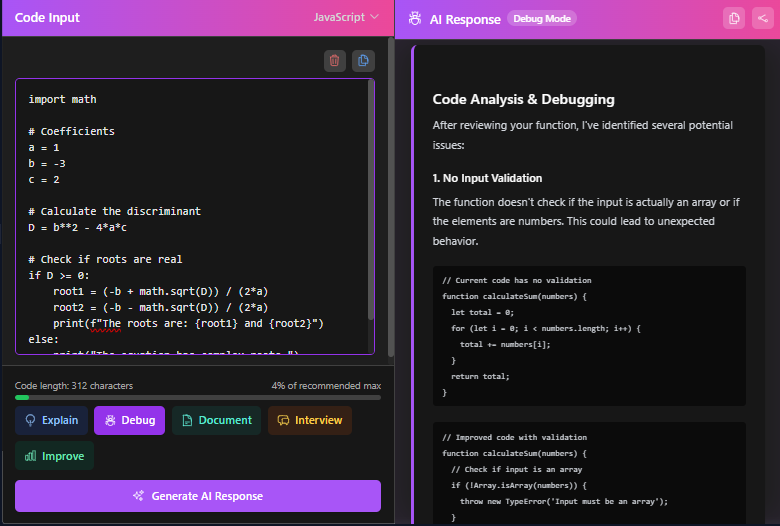 Code Input
JavaScript
import math
# Coefficients
a = 1
b = -3
c = 2
# Calculate the discriminant
D = b**2 - 4*a*c
# Check if roots are real
if D >= 0:
    root1 = (-b + math.sqrt(D)) / (2*a)
    root2 = (-b - math.sqrt(D)) / (2*a)
    print(f"The roots are: {root1} and {root2}")
else:
    print("The equation has complex roots.")
Code length: 312 characters
4% of recommended max
Explain
Debug
Document
Interview
Improve
Generate AI Response
AI Response
Debug Mode
Code Analysis & Debugging
After reviewing your function, I've identified several potential
issues:
1. No Input Validation
The function doesn't check if the input is actually an array or if
the elements are numbers. This could lead to unexpected
behavior.
// Current code has no validation
function calculateSum(numbers) {
  let total = 0;
  for (let i = 0; i < numbers.length; i++) {
    total += numbers[i];
  }
  return total;
}
// Improved code with validation
function calculateSum(numbers) {
  // Check if input is an array
  if (!Array.isArray(numbers)) {
    throw new TypeError('Input must be an array');
  }